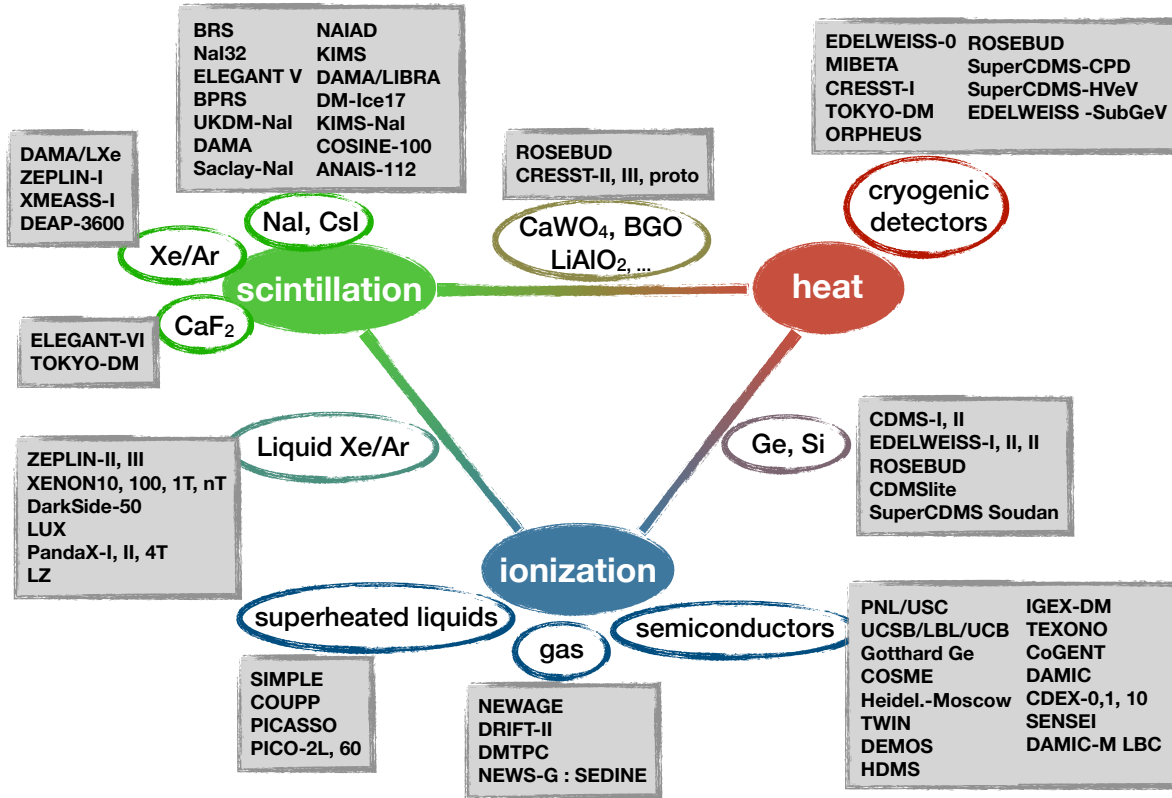 BRS
NaI32
ELEGANT V
BPRS
UKDM-NaI
DAMA
Saclay-NaI
NAIAD
KIMS
DAMA/LIBRA
DM-Ice17
KIMS-NaI
COSINE-100
ANAIS-112
EDELWEISS-0
MIBETA
CRESST-I
TOKYO-DM
ORPHEUS
ROSEBUD
SuperCDMS-CPD
SuperCDMS-HVeV
EDELWEISS -SubGeV
DAMA/LXe
ZEPLIN-I
XMEASS-I
DEAP-3600
ROSEBUD
CRESST-II, III, proto
NaI, CsI
CaWO₄, BGO
LiAlO₂, ...
cryogenic
detectors
Xe/Ar
scintillation
heat
CaF₂
ELEGANT-VI
TOKYO-DM
Liquid Xe/Ar
ZEPLIN-II, III
XENON10, 100, 1T, nT
DarkSide-50
LUX
PandaX-I, II, 4T
LZ
Ge, Si
CDMS-I, II
EDELWEISS-I, II, II
ROSEBUD
CDMSlite
SuperCDMS Soudan
ionization
superheated liquids
gas
semiconductors
SIMPLE
COUPP
PICASSO
PICO-2L, 60
NEWAGE
DRIFT-II
DMTPC
NEWS-G : SEDINE
PNL/USC
UCSB/LBL/UCB
Gotthard Ge
COSME
Heidel.-Moscow
TWIN
DEMOS
HDMS
IGEX-DM
TEXONO
CoGENT
DAMIC
CDEX-0,1, 10
SENSEI
DAMIC-M LBC